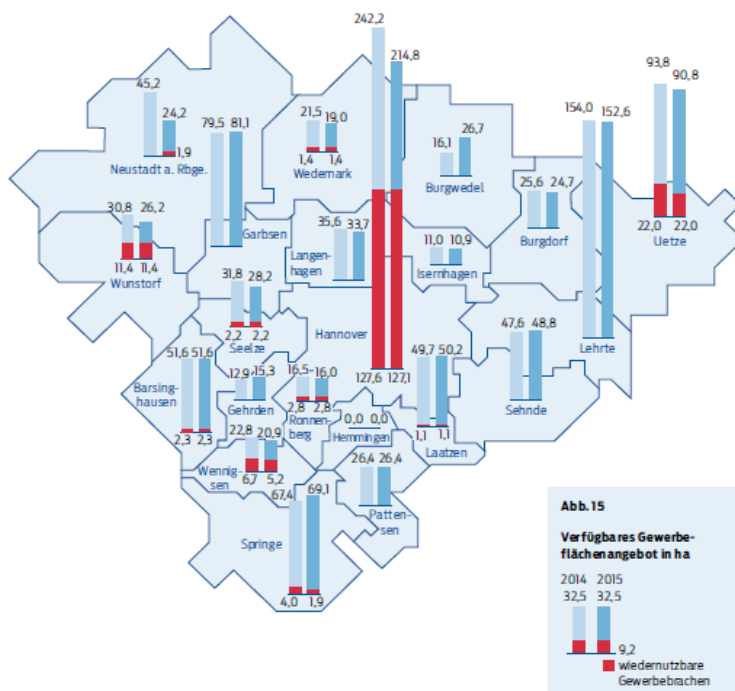 242,2
214,8
45,2
24,2
1,9
Neustadt a. Rbge.
79,5
81,1
Garbsen
21,5
19,0
1,4
1,4
Wedemark
16,1
26,7
Burgwedel
154,0
152,6
Lehrte
93,8
90,8
22,0
22,0
Uetze
25,6
24,7
Burgdorf
30,8
26,2
11,4
11,4
Wunstorf
35,6
33,7
Langen-
hagen
11,0
10,9
Isernhagen
31,8
28,2
2,2
2,2
Seelze
Hannover
127,6
127,1
47,6
48,8
Sehnde
51,6
51,6
Barsing-
hausen
2,3
2,3
12,9
15,3
Gehrden
16,5
16,0
2,8
2,8
Ronnen-
berg
0,0
0,0
Hemmingen
49,7
50,2
1,1
1,1
Laatzen
22,8
20,9
Wennig-
sen
6,7
5,2
26,4
26,4
Patten-
sen
67,4
69,1
Springe
4,0
1,9
Abb. 15
Verfügbares Gewerbe-
flächenangebot in ha
2014
2015
32,5
32,5
9,2
wiedernutzbare
Gewerbebrachen